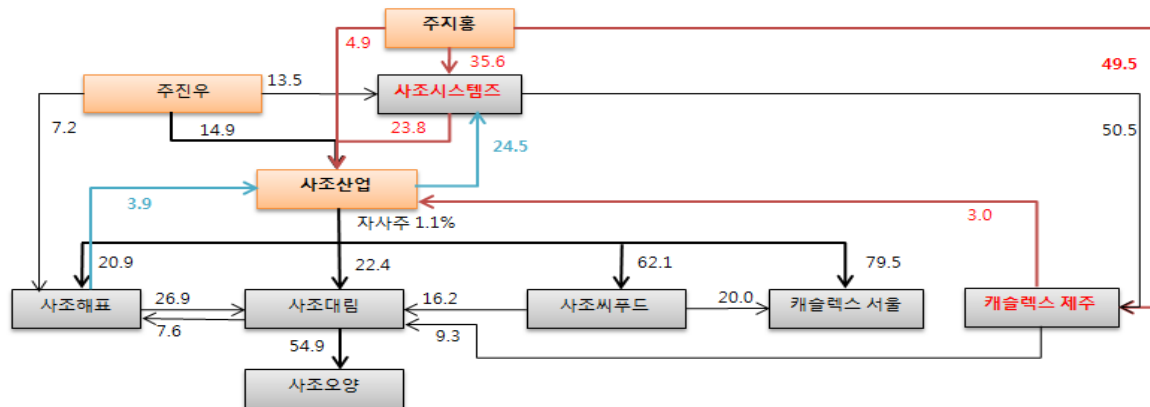 주지홍
4.9
35.6
49.5
13.5
주진우
사조시스템즈
7.2
14.9
23.8
24.5
50.5
사조산업
3.9
자사주 1.1%
3.0
20.9
22.4
62.1
79.5
사조해표
26.9
사조대림
16.2
사조씨푸드
20.0
캐슬렉스 서울
캐슬렉스 제주
7.6
9.3
54.9
사조오양